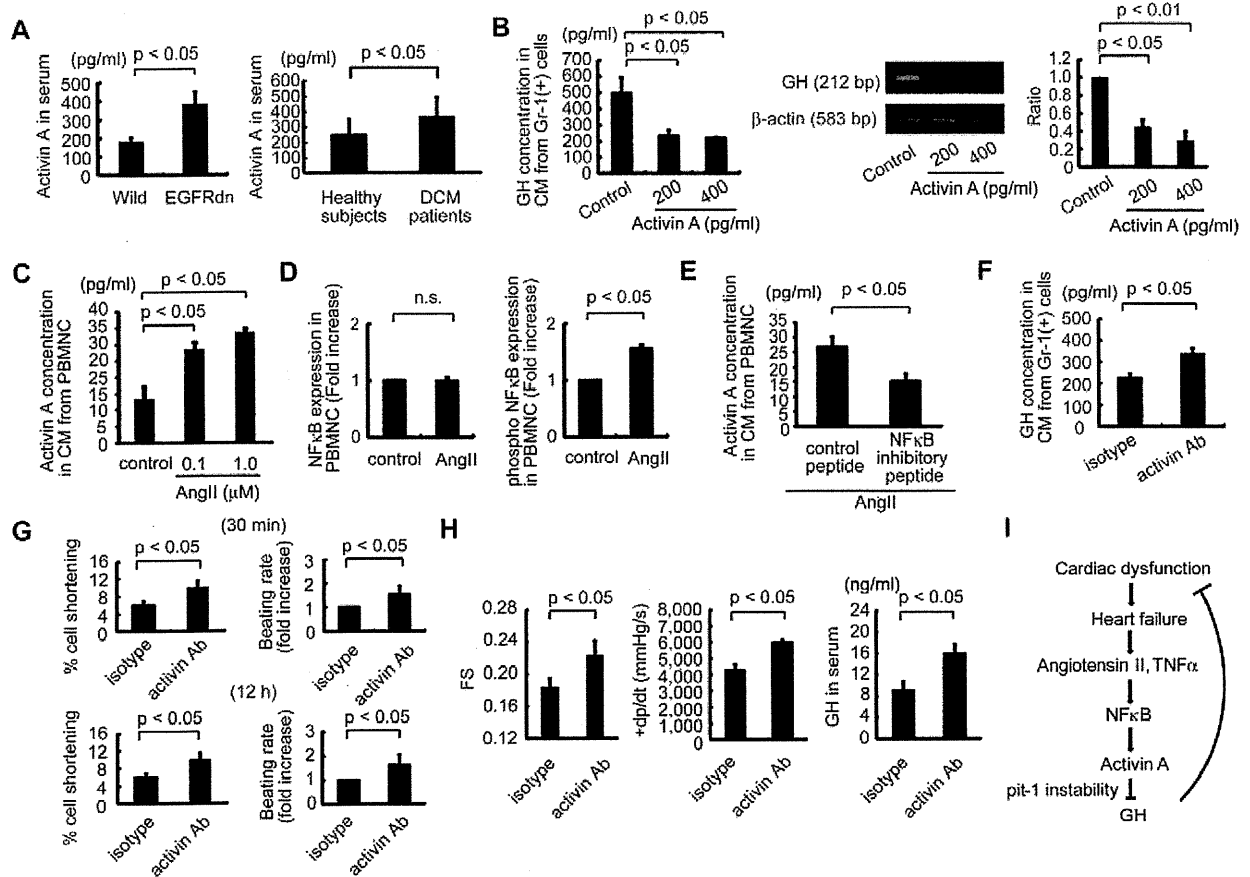 A
(pg/ml)
p < 0.05
Activin A in serum
500
400
300
200
100
0
Wild
EGFRdn
(pg/ml)
p < 0.05
Activin A in serum
600
500
400
300
200
100
0
Healthy
subjects
DCM
patients
B
(pg/ml)
p < 0.05
p < 0.05
GH concentration in
CM from Gr-1(+) cells
700
600
500
400
300
200
100
0
Control
200
400
Activin A (pg/ml)
GH (212 bp)
β-actin (583 bp)
Control
200
400
Activin A (pg/ml)
p < 0.01
p < 0.05
Ratio
1.2
1.0
0.8
0.6
0.4
0.2
0
Control
200
400
Activin A (pg/ml)
C
(pg/ml)
p < 0.05
p < 0.05
Activin A concentration
in CM from PBMNC
40
35
30
25
20
15
10
5
0
control
0.1
1.0
AngII (μM)
D
n.s.
NFκB expression in
PBMNC (Fold increase)
2
1
0
control
AngII
p < 0.05
phospho NFκB expression
in PBMNC (Fold increase)
2
1
0
control
AngII
E
(pg/ml)
p < 0.05
Activin A concentration
in CM from PBMNC
35
30
25
20
15
10
5
0
control
peptide
NFκB
inhibitory
peptide
AngII
F
(pg/ml)
p < 0.05
GH concentration in
CM from Gr-1(+) cells
500
400
300
200
100
0
isotype
activin Ab
G
(30 min)
p < 0.05
% cell shortening
16
12
8
4
0
isotype
activin Ab
p < 0.05
Beating rate
(fold increase)
4
3
2
1
0
isotype
activin Ab
(12 h)
p < 0.05
% cell shortening
16
12
8
4
0
isotype
activin Ab
p < 0.05
Beating rate
(fold increase)
4
3
2
1
0
isotype
activin Ab
H
p < 0.05
FS
0.28
0.24
0.20
0.16
0.12
isotype
activin Ab
p < 0.05
+dp/dt (mmHg/s)
8,000
7,000
6,000
5,000
4,000
3,000
2,000
1,000
0
isotype
activin Ab
(ng/ml)
p < 0.05
GH in serum
24
20
16
12
8
4
0
isotype
activin Ab
I
Cardiac dysfunction
Heart failure
Angiotensin II, TNFα
NFκB
Activin A
pit-1 instability
GH